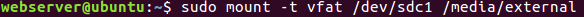 webserver@ubuntu:~$ sudo mount -t vfat /dev/sdc1 /media/external